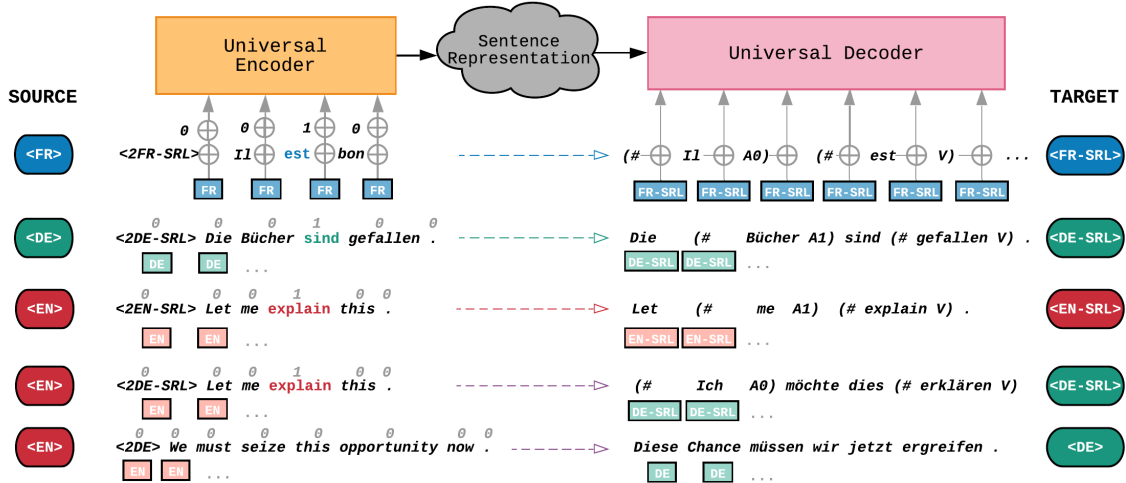 Universal Encoder
Sentence Representation
Universal Decoder
SOURCE
TARGET
0 0 1 0
<FR> <2FR-SRL> Il est bon (# Il A0) (# est V) ... <FR-SRL>
FR FR FR FR FR-SRL FR-SRL FR-SRL FR-SRL FR-SRL FR-SRL
0 0 0 1 0 0
<DE> <2DE-SRL> Die Bücher sind gefallen . Die (# Bücher A1) sind (# gefallen V) . <DE-SRL>
DE DE ... DE-SRL DE-SRL ...
0 0 0 1 0 0
<EN> <2EN-SRL> Let me explain this . Let (# me A1) (# explain V) . <EN-SRL>
EN EN ... EN-SRL EN-SRL ...
0 0 0 1 0 0
<EN> <2DE-SRL> Let me explain this . (# Ich A0) möchte dies (# erklären V) <DE-SRL>
EN EN ... DE-SRL DE-SRL ...
0 0 0 0 0 0 0 0
<EN> <2DE> We must seize this opportunity now . Diese Chance müssen wir jetzt ergreifen . <DE>
EN EN ... DE DE ...